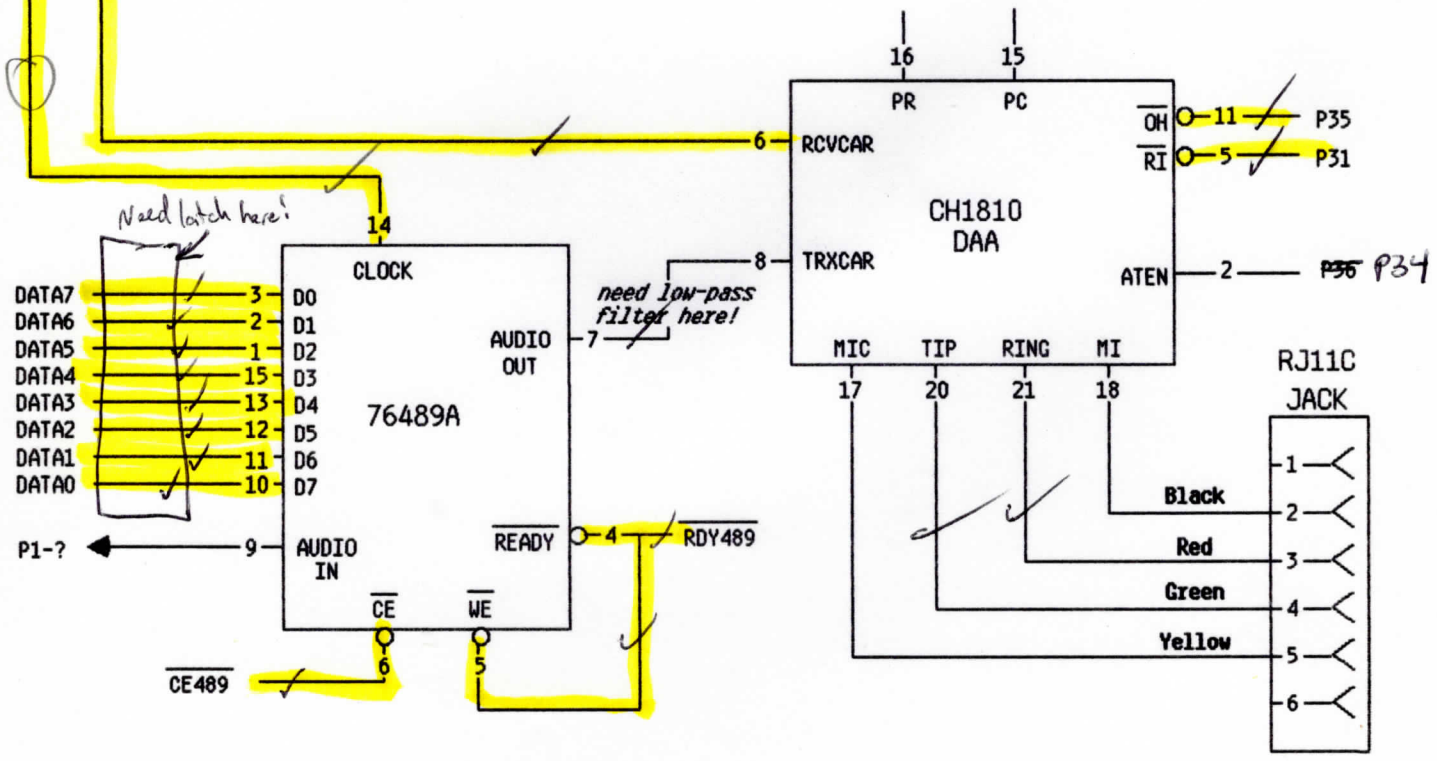 16 15
PR PC
OH 11 P35
6 RCVCAR
RI 5 P31
CH1810
DAA
Need latch here!
14
CLOCK
8 TRXCAR
ATEN 2 P36 P34
DATA7 3 D0
DATA6 2 D1
DATA5 1 D2
DATA4 15 D3
DATA3 13 D4
DATA2 12 D5
DATA1 11 D6
DATA0 10 D7
76489A
AUDIO
OUT
7
need low-pass
filter here!
MIC TIP RING MI
17 20 21 18
RJ11C
JACK
1
Black 2
Red 3
Green 4
Yellow 5
6
P1-? 9 AUDIO
IN
READY 4 RDY489
CE WE
6 5
CE489